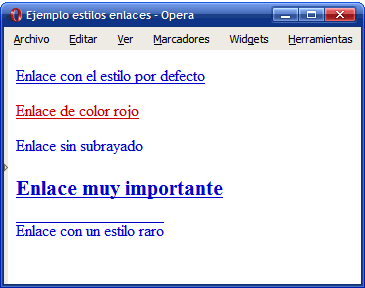 Ejemplo estilos enlaces - Opera
Archivo Editar Ver Marcadores Widgets Herramientas
Enlace con el estilo por defecto
Enlace de color rojo
Enlace sin subrayado
Enlace muy importante
Enlace con un estilo raro